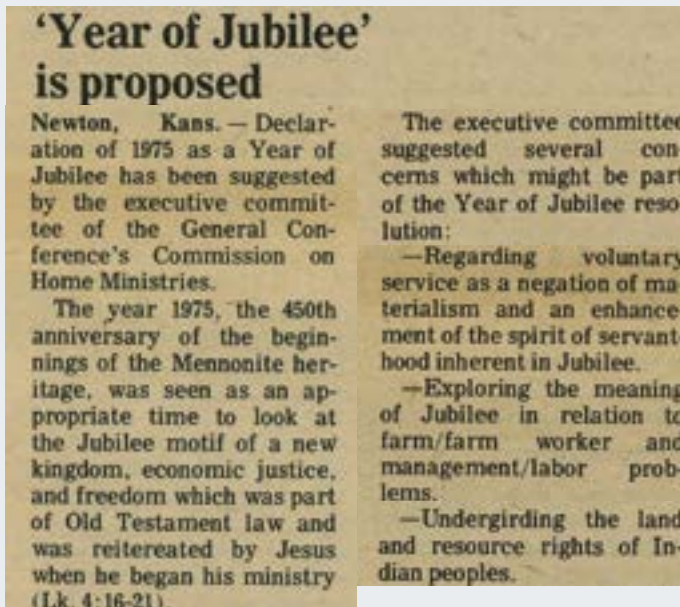 ‘Year of Jubilee’
is proposed
Newton, Kans. — Declar-
ation of 1975 as a Year of
Jubilee has been suggested
by the executive commit-
tee of the General Con-
ference's Commission on
Home Ministries.
The year 1975, the 450th
anniversary of the begin-
nings of the Mennonite her-
itage, was seen as an ap-
propriate time to look at
the Jubilee motif of a new
kingdom, economic justice,
and freedom which was part
of Old Testament law and
was reitereated by Jesus
when he began his ministry
(Lk. 4:16-21)
The executive committee
suggested several con-
cerns which might be part
of the Year of Jubilee reso-
lution:
—Regarding voluntary
service as a negation of ma-
terialism and an enhance-
ment of the spirit of servant-
hood inherent in Jubilee.
—Exploring the meaning
of Jubilee in relation to
farm/farm worker and
management/labor prob-
lems.
—Undergirding the land
and resource rights of In-
dian peoples.